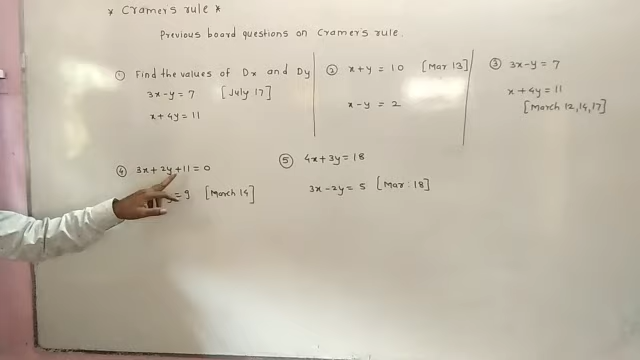 * Cramers rule *
Previous board questions on Cramer's rule.
① Find the values of Dx and Dy
3x-y = 7 [July 17]
x + 4y = 11
② x + y = 10 [Mar 13]
x - y = 2
③ 3x - y = 7
x + 4y = 11
[March 12, 14, 17]
④ 3x + 2y + 11 = 0
= 9 [March 14]
⑤ 4x + 3y = 18
3x - 2y = 5 [Mar : 18]